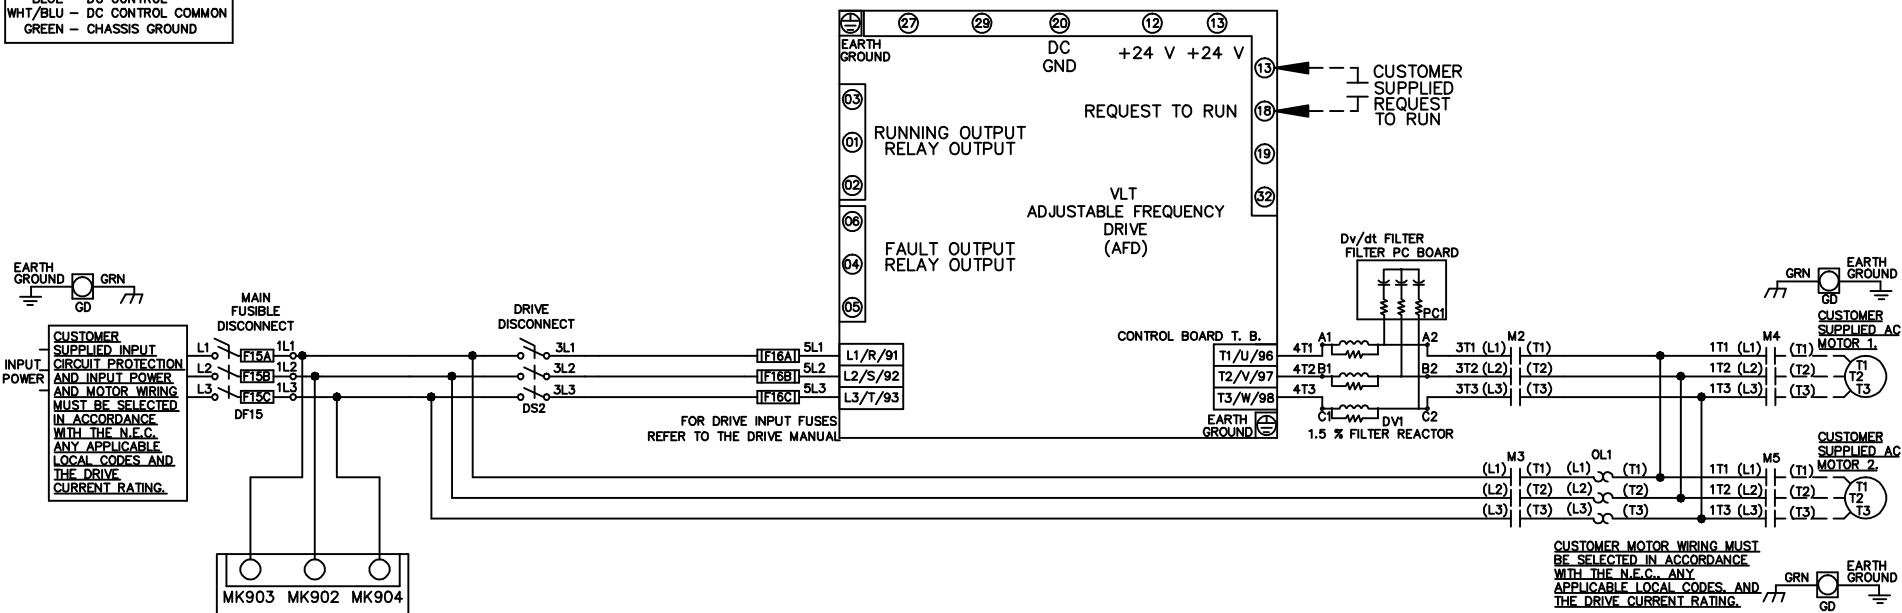 WHT/BLU – DC CONTROL COMMON
GREEN – CHASSIS GROUND
EARTH
GROUND
27
29
20
12
13
DC
GND
+24 V +24 V
13
18
19
32
REQUEST TO RUN
CUSTOMER
SUPPLIED
REQUEST
TO RUN
03
01
02
RUNNING OUTPUT
RELAY OUTPUT
06
04
05
FAULT OUTPUT
RELAY OUTPUT
VLT
ADJUSTABLE FREQUENCY
DRIVE
(AFD)
EARTH
GROUND
GRN
GD
MAIN
FUSIBLE
DISCONNECT
DRIVE
DISCONNECT
INPUT
POWER
CUSTOMER
SUPPLIED INPUT
CIRCUIT PROTECTION
AND INPUT POWER
AND MOTOR WIRING
MUST BE SELECTED
IN ACCORDANCE
WITH THE N.E.C.
ANY APPLICABLE
LOCAL CODES AND
THE DRIVE
CURRENT RATING.
L1 F15A 1L1
L2 F15B 1L2
L3 F15C 1L3
DF15
3L1
3L2
3L3
DS2
F16A 5L1
F16B 5L2
F16C 5L3
L1/R/91
L2/S/92
L3/T/93
FOR DRIVE INPUT FUSES
REFER TO THE DRIVE MANUAL
CONTROL BOARD T. B.
T1/U/96
T2/V/97
T3/W/98
EARTH
GROUND
Dv/dt FILTER
FILTER PC BOARD
PC1
4T1 A1 A2
4T2 B1 B2
4T3
C1 C2
DV1
1.5 % FILTER REACTOR
M2
3T1 (L1) (T1)
3T2 (L2) (T2)
3T3 (L3) (T3)
M4
1T1 (L1) (T1)
1T2 (L2) (T2)
1T3 (L3) (T3)
GRN
EARTH
GROUND
GD
CUSTOMER
SUPPLIED AC
MOTOR 1.
T1
T2
T3
M3
(L1) (T1)
(L2) (T2)
(L3) (T3)
OL1
(L1) (T1)
(L2) (T2)
(L3) (T3)
M5
1T1 (L1) (T1)
1T2 (L2) (T2)
1T3 (L3) (T3)
CUSTOMER
SUPPLIED AC
MOTOR 2.
T1
T2
T3
CUSTOMER MOTOR WIRING MUST
BE SELECTED IN ACCORDANCE
WITH THE N.E.C.. ANY
APPLICABLE LOCAL CODES. AND
THE DRIVE CURRENT RATING.
GRN
EARTH
GROUND
GD
MK903 MK902 MK904